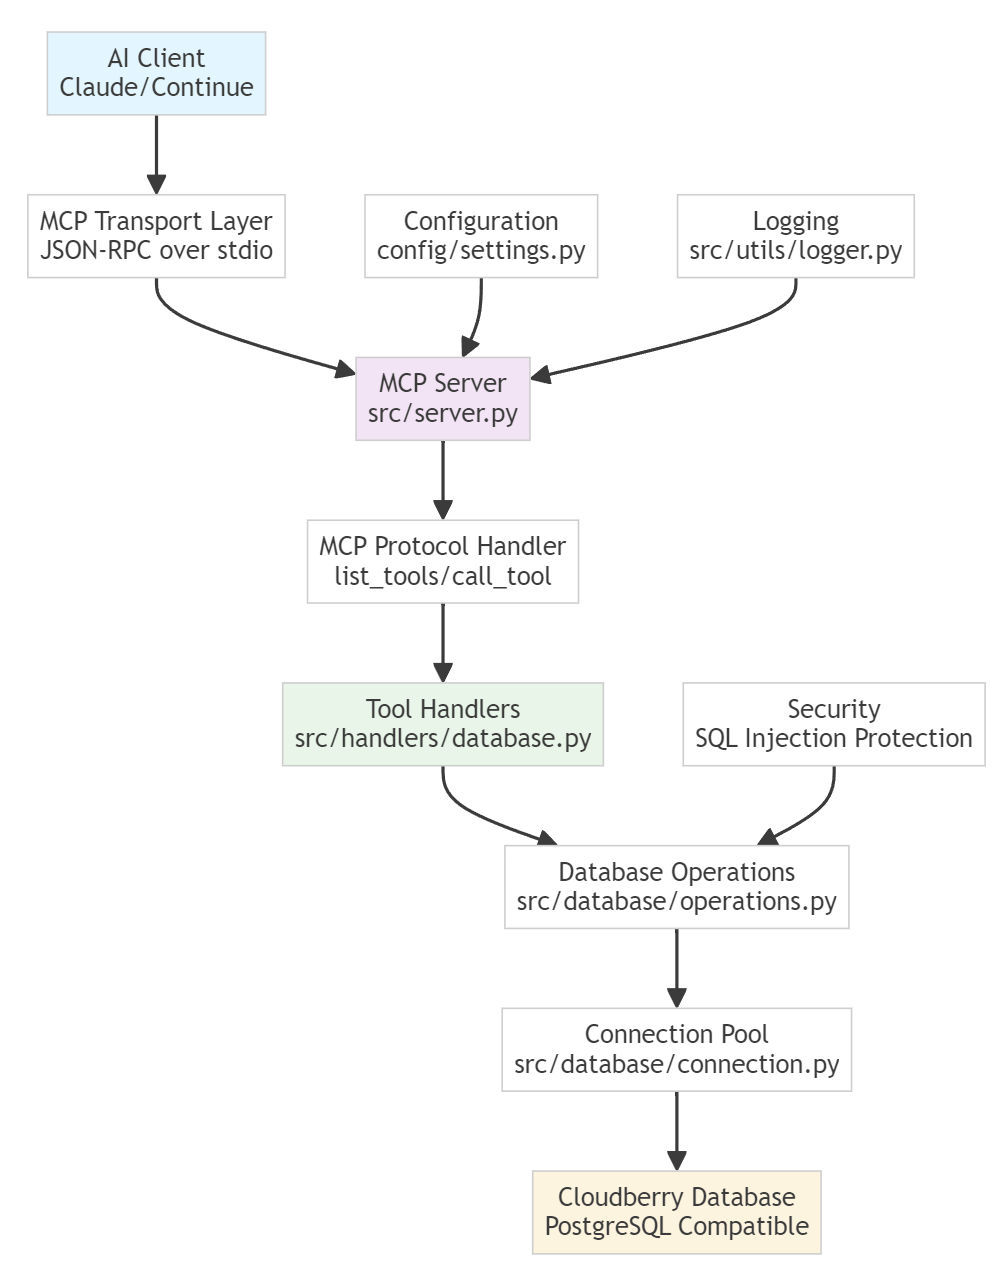 AI Client
Claude/Continue
MCP Transport Layer
JSON-RPC over stdio
Configuration
config/settings.py
Logging
src/utils/logger.py
MCP Server
src/server.py
MCP Protocol Handler
list_tools/call_tool
Tool Handlers
src/handlers/database.py
Security
SQL Injection Protection
Database Operations
src/database/operations.py
Connection Pool
src/database/connection.py
Cloudberry Database
PostgreSQL Compatible